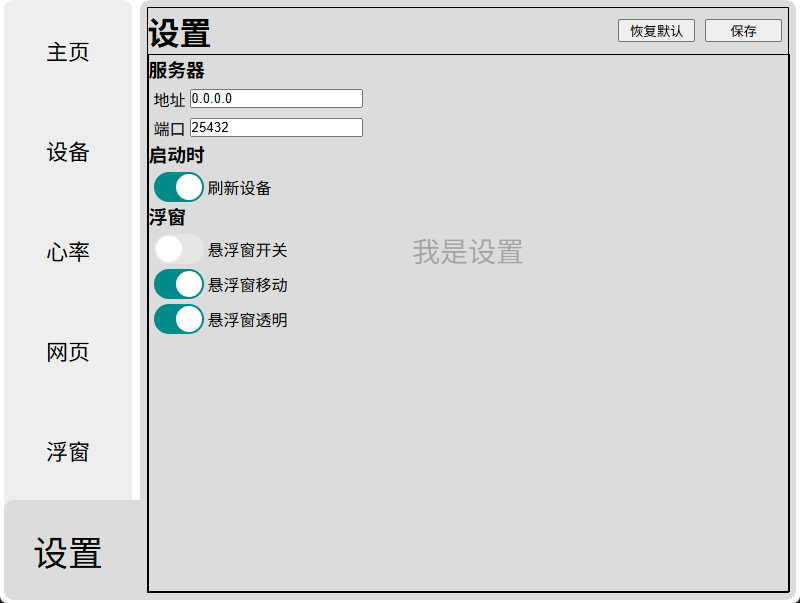 主页
设备
心率
网页
浮窗
设置
设置
恢复默认
保存
服务器
地址 0.0.0.0
端口 25432
启动时
刷新设备
浮窗
悬浮窗开关
悬浮窗移动
悬浮窗透明
我是设置